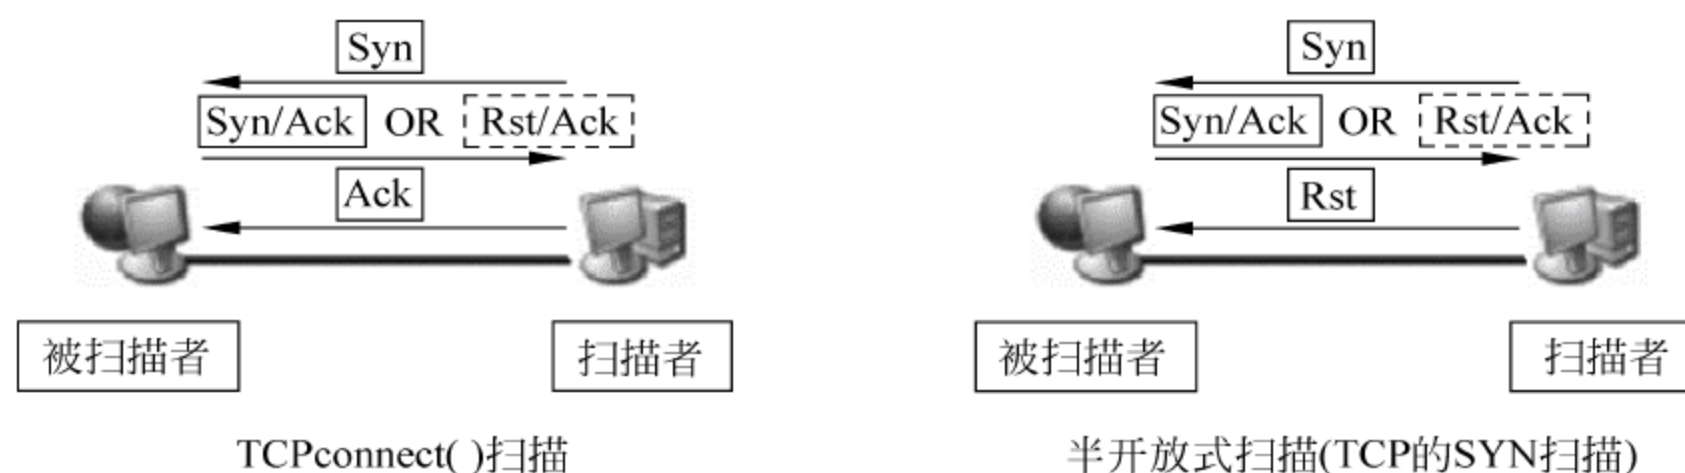 Syn
Syn/Ack OR Rst/Ack
Ack
被扫描者
扫描者
TCPconnect( )扫描
Syn
Syn/Ack OR Rst/Ack
Rst
被扫描者
扫描者
半开放式扫描(TCP的SYN扫描)